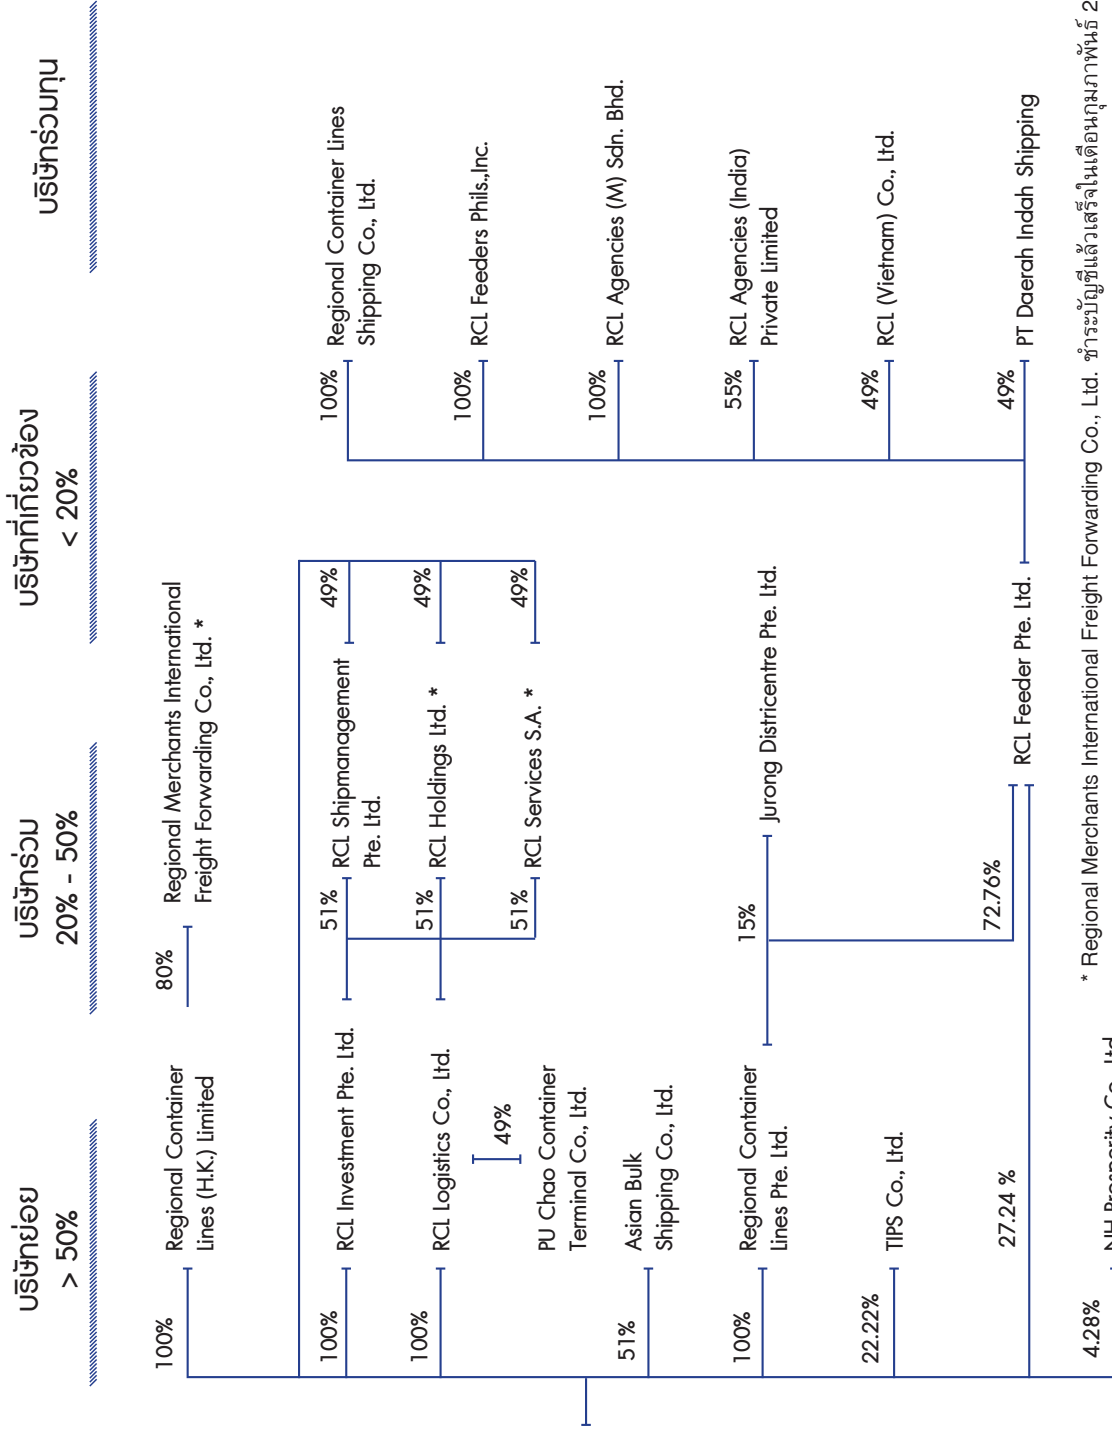 บริษัทย่อย
> 50%
บริษัทร่วม
20% - 50%
บริษัทที่เกี่ยวข้อง
< 20%
บริษัทร่วมทุน
100%
Regional Container
Lines (H.K.) Limited
80%
Regional Merchants International
Freight Forwarding Co., Ltd. *
100%
RCL Investment Pte. Ltd.
51%
RCL Shipmanagement
Pte. Ltd.
49%
100%
RCL Logistics Co., Ltd.
51%
RCL Holdings Ltd. *
49%
49%
PU Chao Container
Terminal Co., Ltd.
51%
RCL Services S.A. *
49%
51%
Asian Bulk
Shipping Co., Ltd.
100%
Regional Container
Lines Pte. Ltd.
15%
Jurong Districentre Pte. Ltd.
22.22%
TIPS Co., Ltd.
27.24 %
72.76%
RCL Feeder Pte. Ltd.
100%
Regional Container Lines
Shipping Co., Ltd.
100%
RCL Feeders Phils.,Inc.
100%
RCL Agencies (M) Sdn. Bhd.
55%
RCL Agencies (India)
Private Limited
49%
RCL (Vietnam) Co., Ltd.
49%
PT Daerah Indah Shipping
4.28%
NH Prosperity Co., Ltd.
* Regional Merchants International Freight Forwarding Co., Ltd. ชำระบัญชีแล้วเสร็จในเดือนกุมภาพันธ์ 2